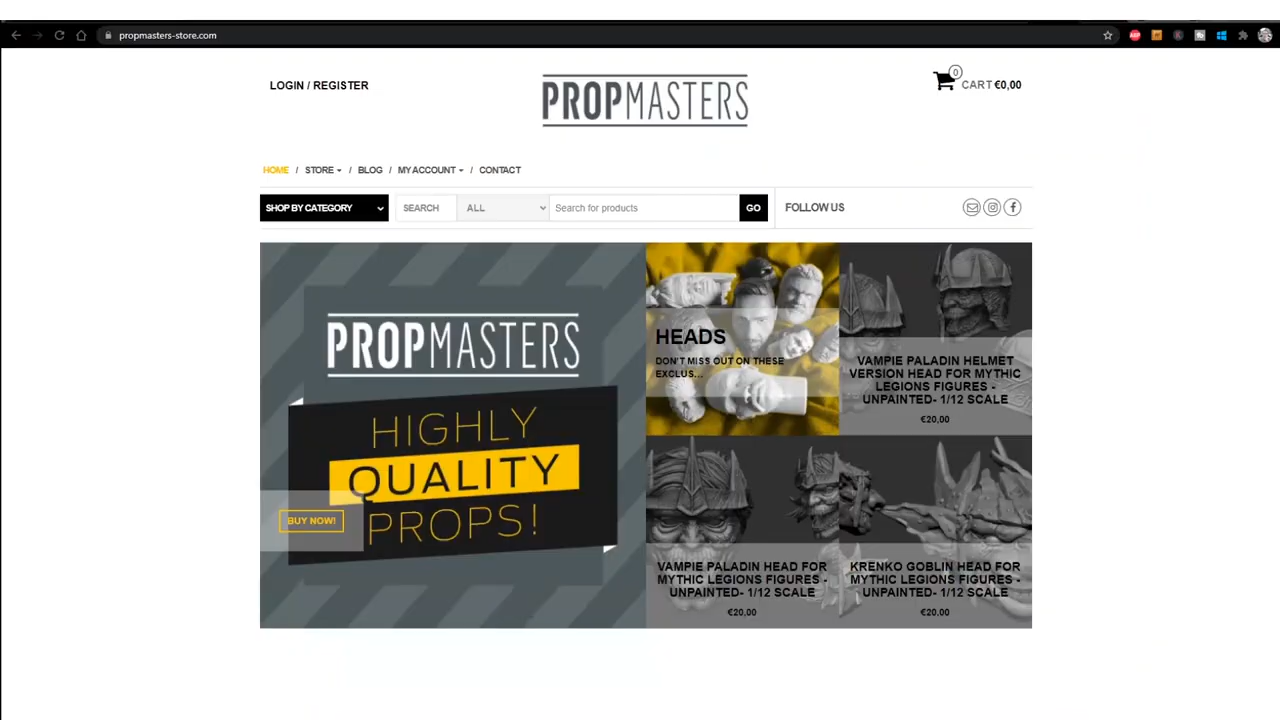 propmasters-store.com
LOGIN / REGISTER
PROPMASTERS
0
CART €0,00
HOME / STORE / BLOG / MY ACCOUNT / CONTACT
SHOP BY CATEGORY
SEARCH
ALL
Search for products
GO
FOLLOW US
PROPMASTERS
HIGHLY
QUALITY
PROPS!
BUY NOW!
HEADS
DON'T MISS OUT ON THESE
EXCLUS...
VAMPIE PALADIN HELMET
VERSION HEAD FOR MYTHIC
LEGIONS FIGURES -
UNPAINTED- 1/12 SCALE
€20,00
VAMPIE PALADIN HEAD FOR
MYTHIC LEGIONS FIGURES -
UNPAINTED- 1/12 SCALE
€20,00
KRENKO GOBLIN HEAD FOR
MYTHIC LEGIONS FIGURES -
UNPAINTED- 1/12 SCALE
€20,00